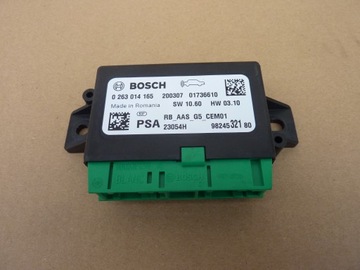 BOSCH
0 263 014 165 200307 01736610
Made in Romania SW 10.60 HW 03.10
PSA RB_AAS_G5_CEM01
23054H 98245321 80